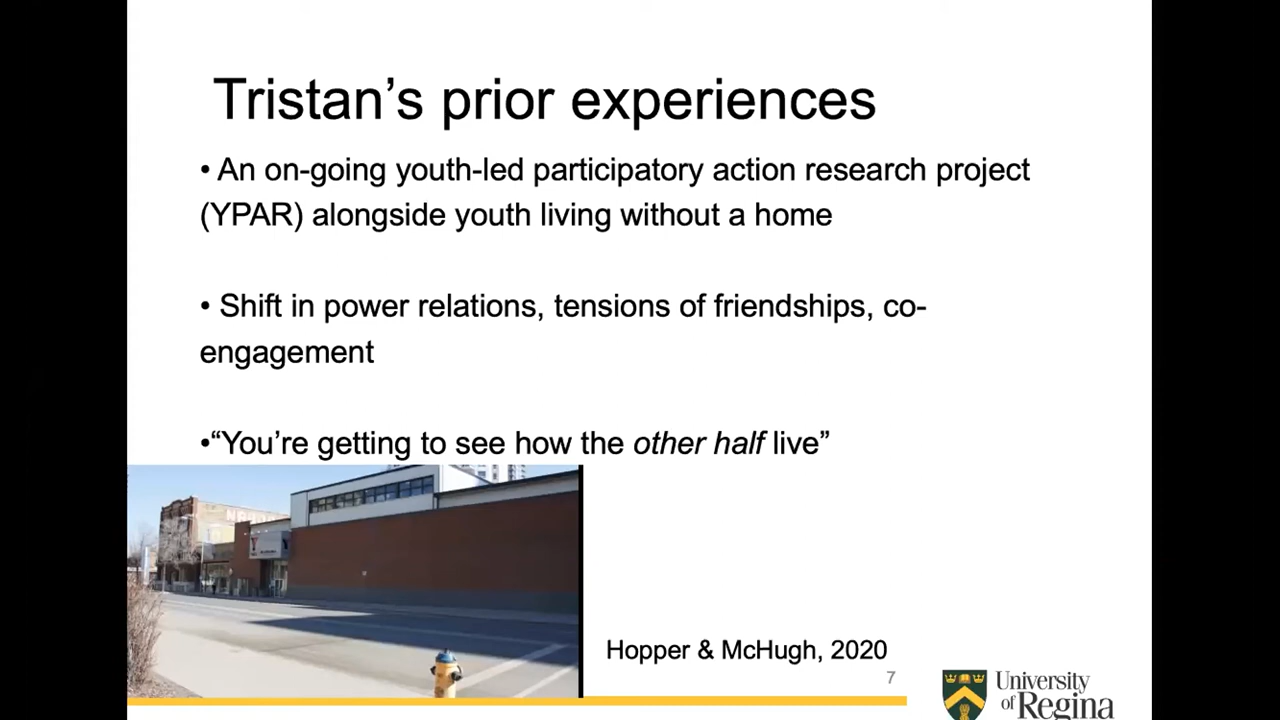 Tristan’s prior experiences
• An on-going youth-led participatory action research project
(YPAR) alongside youth living without a home
• Shift in power relations, tensions of friendships, co-
engagement
•“You’re getting to see how the other half live”
Hopper & McHugh, 2020
7
University
of Regina